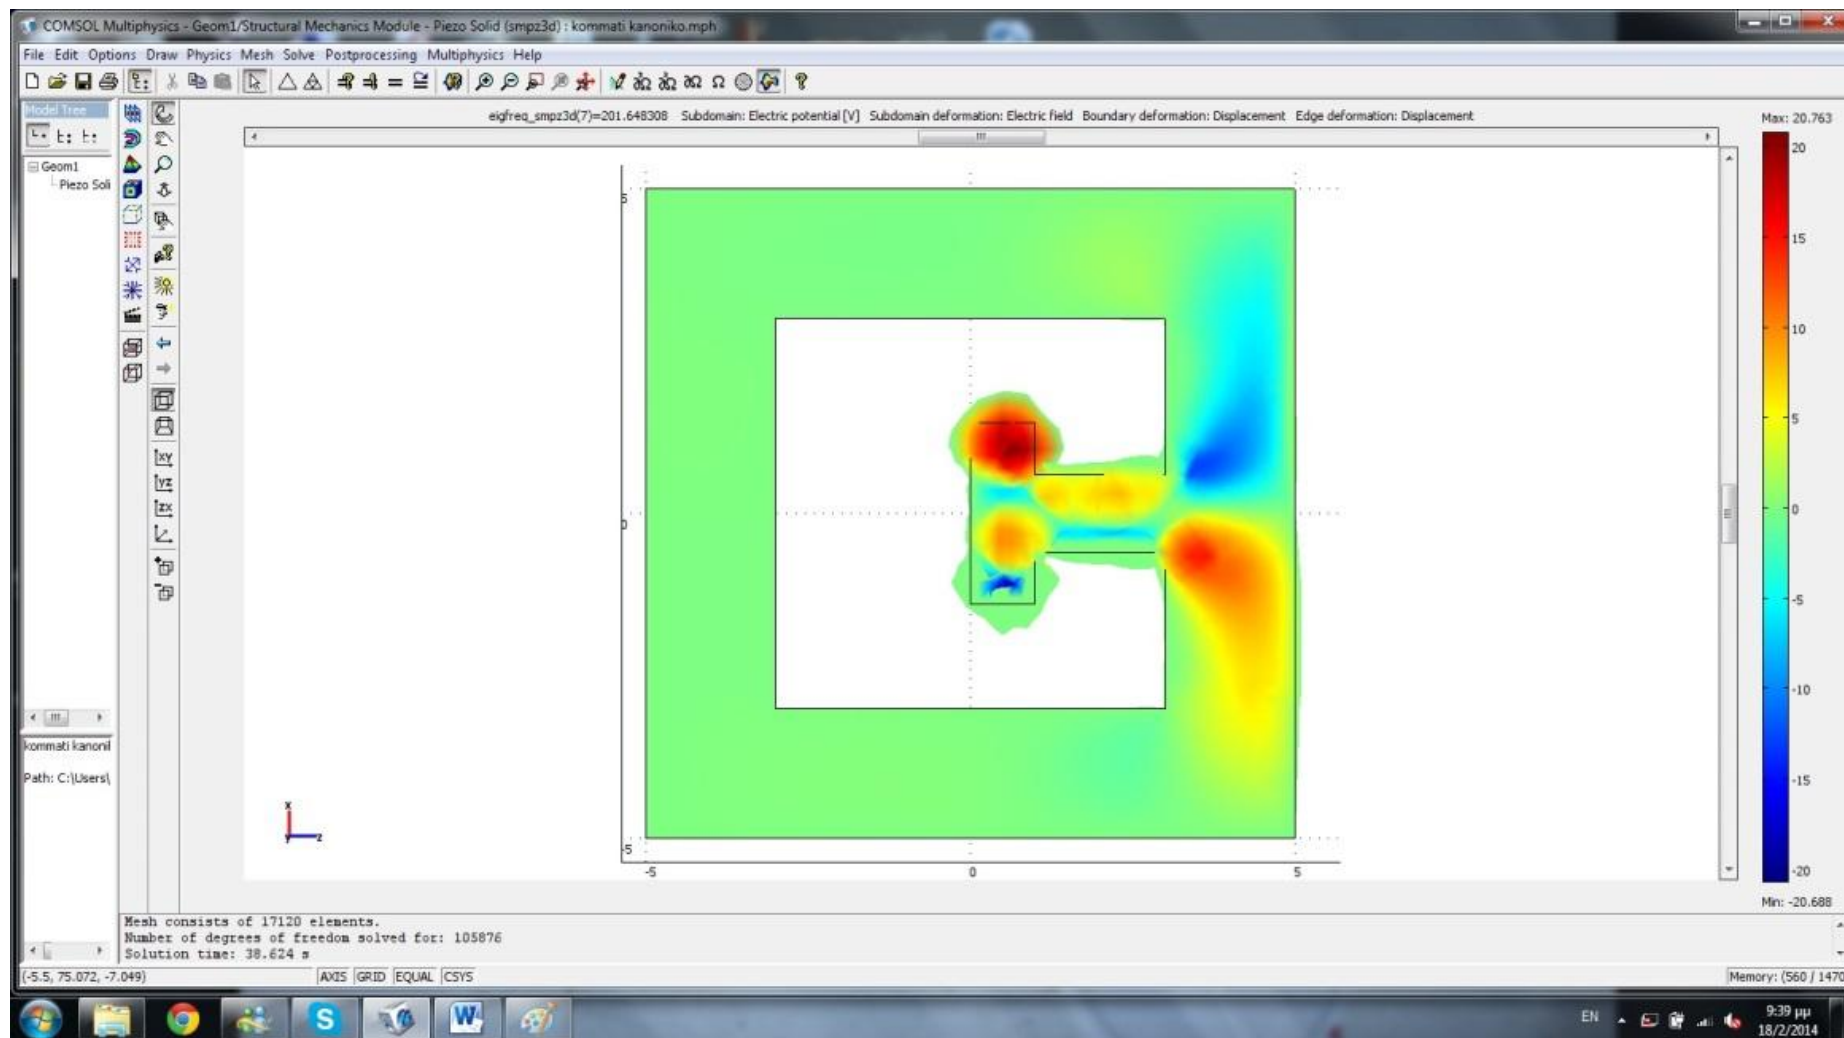 COMSOL Multiphysics - Geom1/Structural Mechanics Module - Piezo Solid (smpz3d) : kommati kanoniko.mph
File Edit Options Draw Physics Mesh Solve Postprocessing Multiphysics Help
Model Tree
Geom1
Piezo Soli
eigfreq_smpz3d(7)=201.648308 Subdomain: Electric potential [V] Subdomain deformation: Electric field Boundary deformation: Displacement Edge deformation: Displacement
Max: 20.763
20
15
10
5
0
-5
-10
-15
-20
Min: -20.688
5
0
-5
-5
0
5
x
y
z
xy
yz
zx
kommati kanonil
Path: C:\Users\
Mesh consists of 17120 elements.
Number of degrees of freedom solved for: 105876
Solution time: 38.624 s
(-5.5, 75.072, -7.049)
AXIS GRID EQUAL CSYS
Memory: (560 / 1470
EN
9:39 μμ
18/2/2014